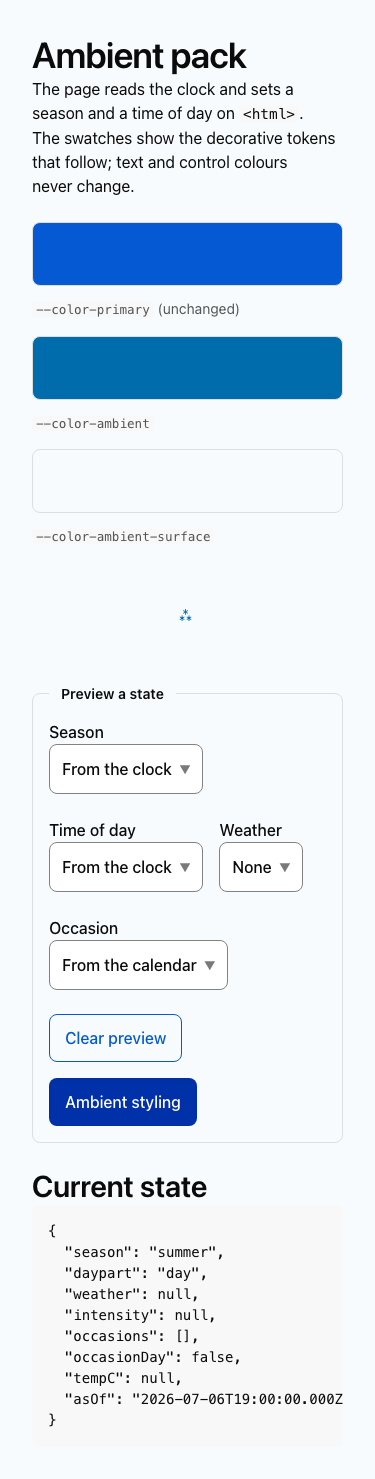 Ambient pack
The page reads the clock and sets a
season and a time of day on <html>.
The swatches show the decorative tokens
that follow; text and control colours
never change.
--color-primary (unchanged)
--color-ambient
--color-ambient-surface
⁂
Preview a state
Season
From the clock ▼
Time of day Weather
From the clock ▼ None ▼
Occasion
From the calendar ▼
Clear preview
Ambient styling
Current state
{
  "season": "summer",
  "daypart": "day",
  "weather": null,
  "intensity": null,
  "occasions": [],
  "occasionDay": false,
  "tempC": null,
  "asOf": "2026-07-06T19:00:00.000Z
}